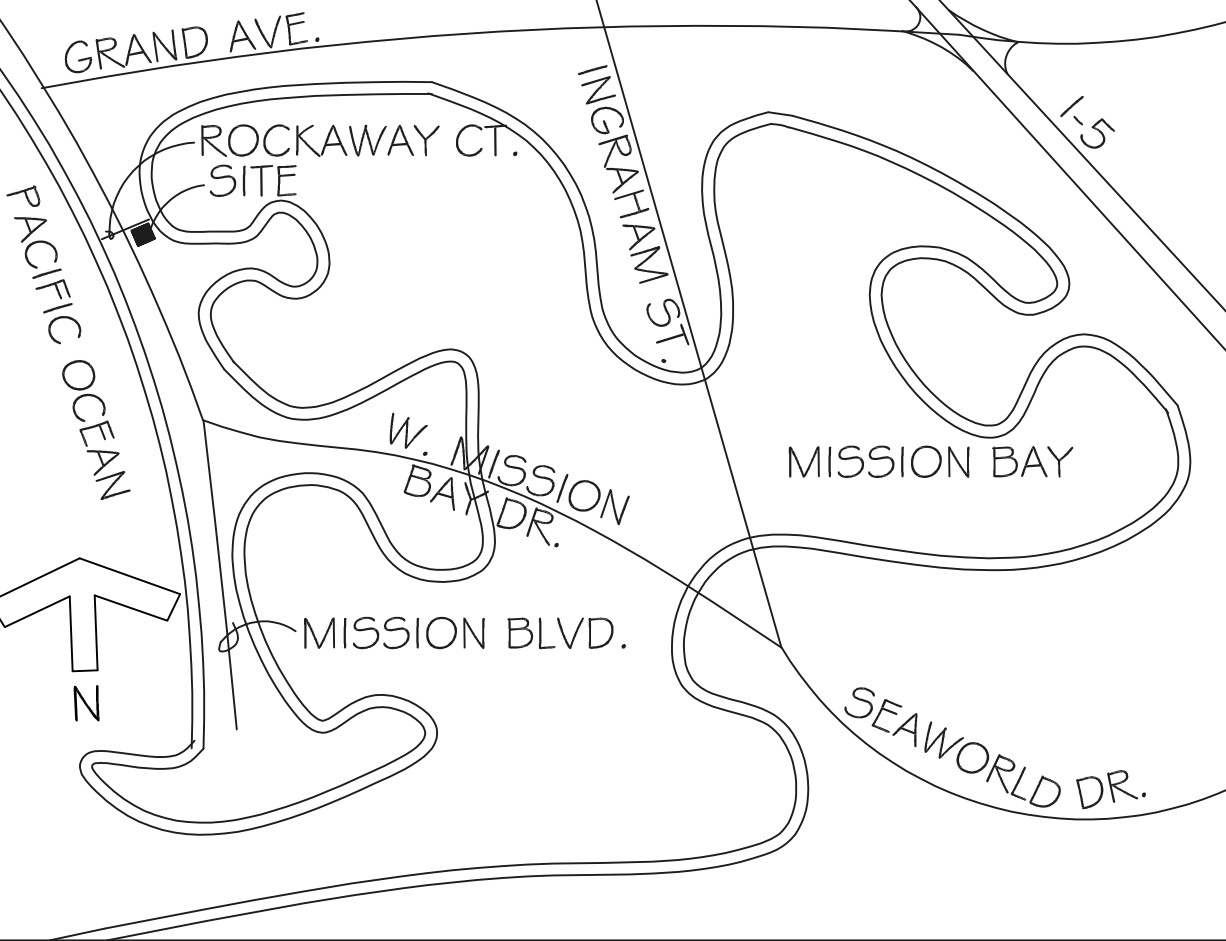 GRAND AVE.
I-5
INGRAHAM ST.
ROCKAWAY CT.
SITE
PACIFIC OCEAN
W. MISSION
BAY DR.
MISSION BAY
MISSION BLVD.
N
SEAWORLD DR.